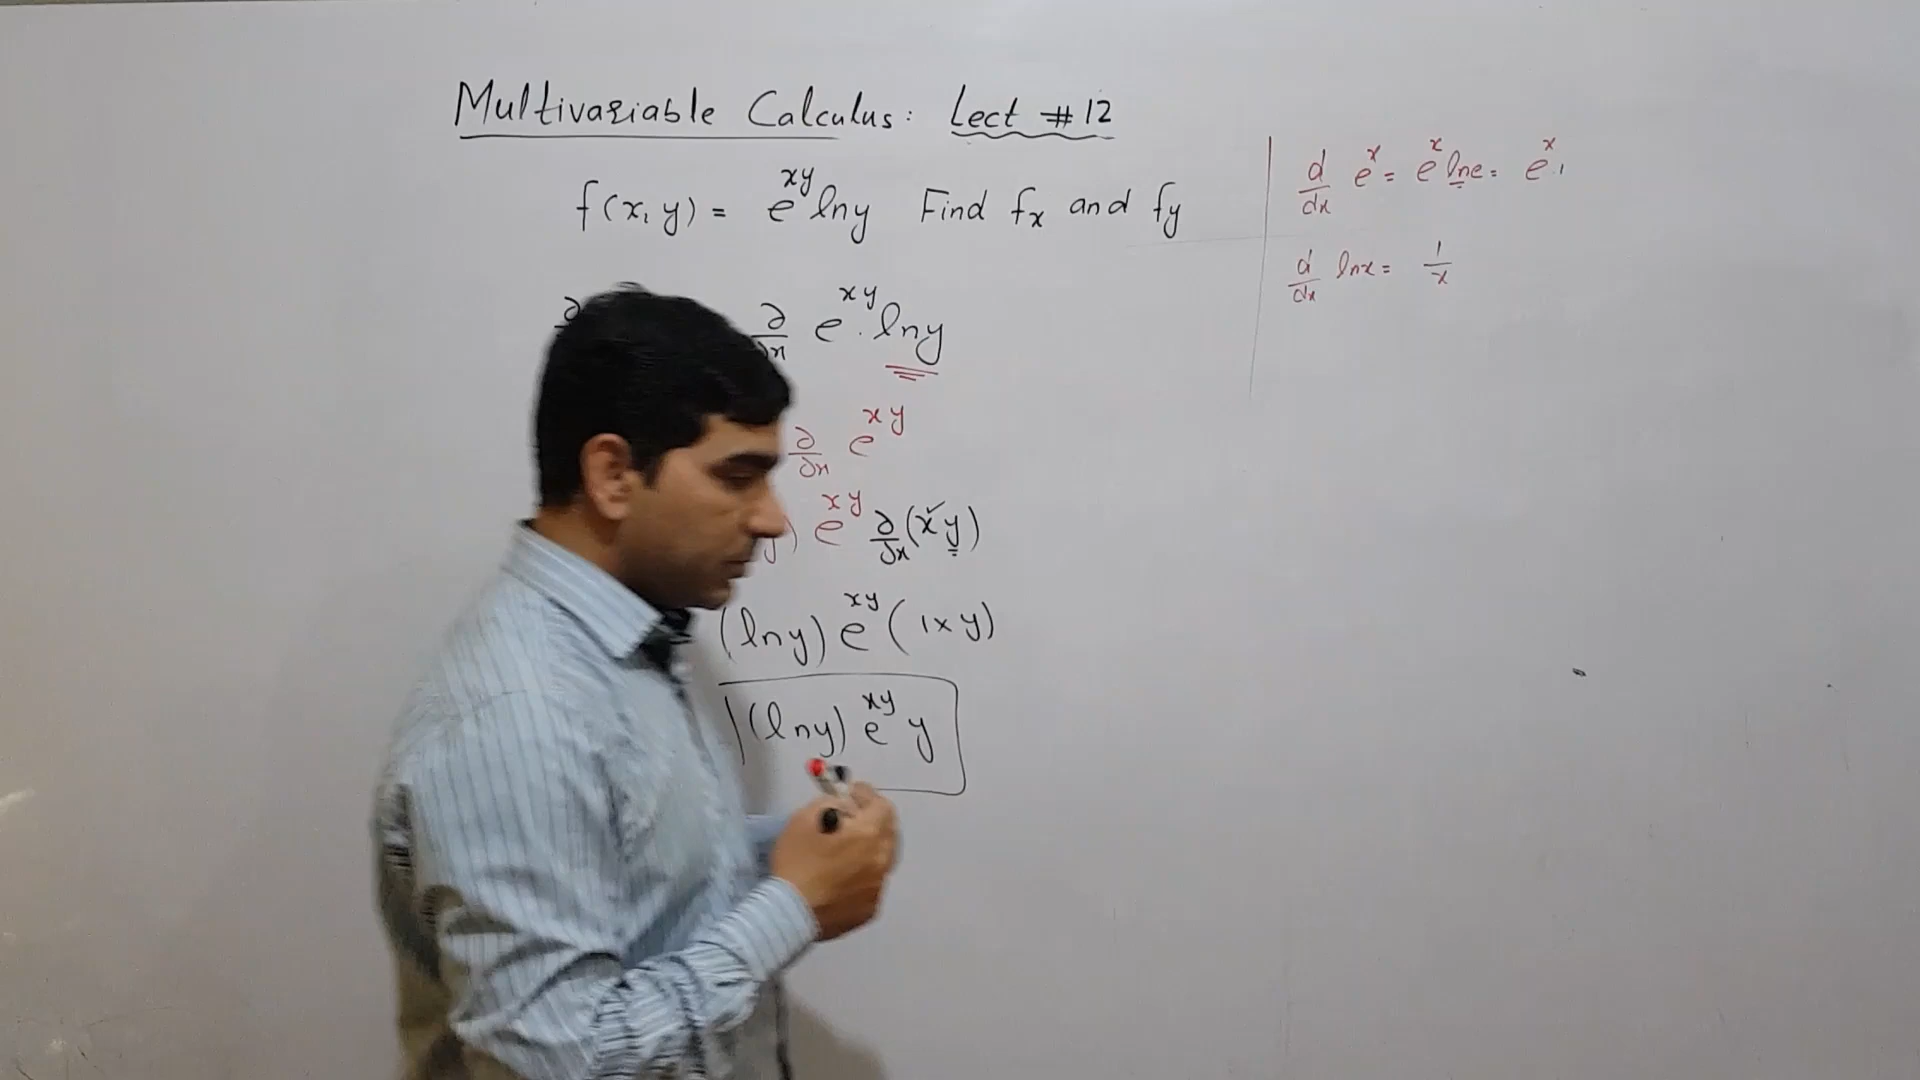 Multivariable Calculus: Lect #12
f(x, y) = e^xy lny Find fx and fy
∂/∂x e^xy . lny
∂/∂x e^xy
y) e^xy ∂/∂x (xy)
(lny) e^xy (1×y)
(lny) e^xy y
d/dx e^x = e^x lne = e^x .
d/dx lnx = 1/x